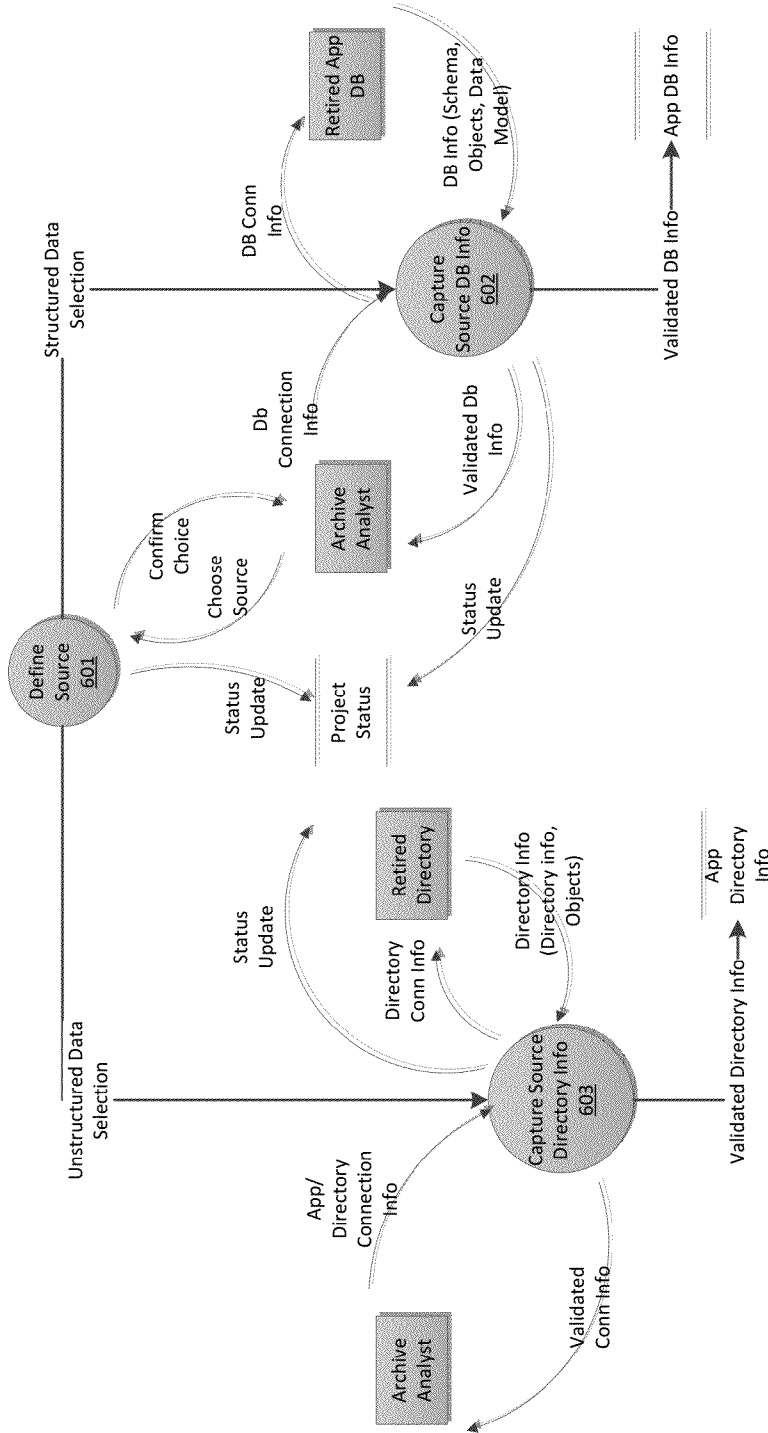 Define
Source
601
Unstructured Data
Selection
Structured Data
Selection
Status
Update
Confirm
Choice
Choose
Source
Status
Update
Project
Status
Archive
Analyst
Db
Connection
Info
DB Conn
Info
Retired App
DB
App/
Directory
Connection
Info
Archive
Analyst
Directory
Conn Info
Retired
Directory
Status
Update
Validated Db
Info
Capture
Source DB Info
602
DB Info (Schema,
Objects, Data
Model)
Validated
Conn Info
Capture Source
Directory Info
603
Directory Info
(Directory info,
Objects)
Validated DB Info
App DB Info
Validated Directory Info
App
Directory
Info